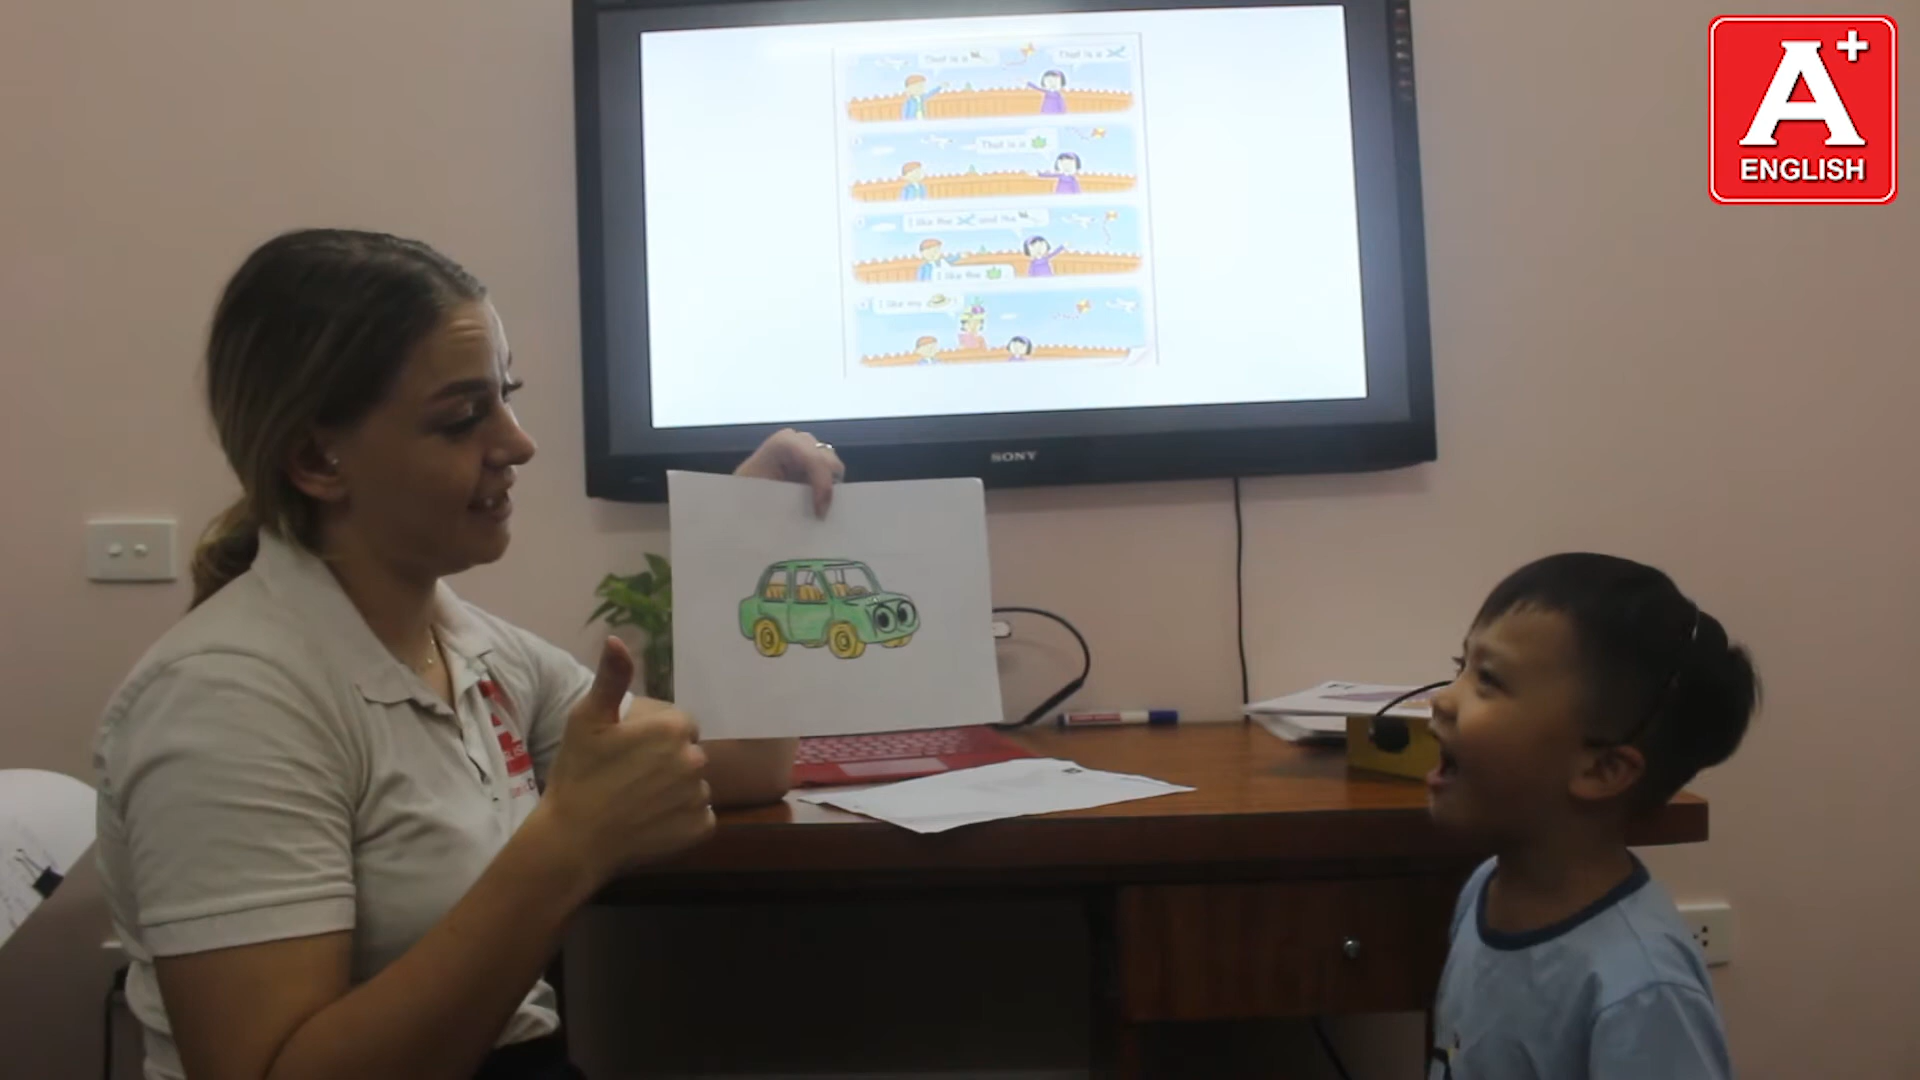 That is a
That is a
That is a
I like the and the
I like the
I like my !
SONY
A+
ENGLISH